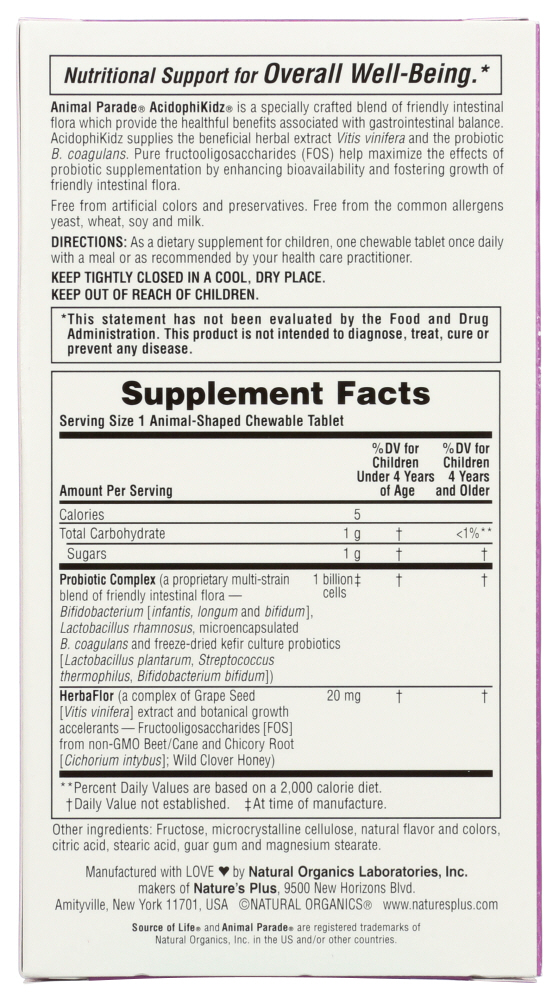 Nutritional Support for Overall Well-Being.*
Animal Parade® AcidophiKidz® is a specially crafted blend of friendly intestinal
flora which provide the healthful benefits associated with gastrointestinal balance.
AcidophiKidz supplies the beneficial herbal extract Vitis vinifera and the probiotic
B. coagulans. Pure fructooligosaccharides (FOS) help maximize the effects of
probiotic supplementation by enhancing bioavailability and fostering growth of
friendly intestinal flora.
Free from artificial colors and preservatives. Free from the common allergens
yeast, wheat, soy and milk.
DIRECTIONS: As a dietary supplement for children, one chewable tablet once daily
with a meal or as recommended by your health care practitioner.
KEEP TIGHTLY CLOSED IN A COOL, DRY PLACE.
KEEP OUT OF REACH OF CHILDREN.
*This statement has not been evaluated by the Food and Drug
Administration. This product is not intended to diagnose, treat, cure or
prevent any disease.
Supplement Facts
Serving Size 1 Animal-Shaped Chewable Tablet
%DV for %DV for
Children Children
Under 4 Years 4 Years
Amount Per Serving of Age and Older
Calories 5
Total Carbohydrate 1 g † <1%**
Sugars 1 g † †
Probiotic Complex (a proprietary multi-strain 1 billion‡ † †
blend of friendly intestinal flora — cells
Bifidobacterium [infantis, longum and bifidum],
Lactobacillus rhamnosus, microencapsulated
B. coagulans and freeze-dried kefir culture probiotics
[Lactobacillus plantarum, Streptococcus
thermophilus, Bifidobacterium bifidum])
HerbaFlor (a complex of Grape Seed 20 mg † †
[Vitis vinifera] extract and botanical growth
accelerants — Fructooligosaccharides [FOS]
from non-GMO Beet/Cane and Chicory Root
[Cichorium intybus]; Wild Clover Honey)
**Percent Daily Values are based on a 2,000 calorie diet.
†Daily Value not established. ‡At time of manufacture.
Other ingredients: Fructose, microcrystalline cellulose, natural flavor and colors,
citric acid, stearic acid, guar gum and magnesium stearate.
Manufactured with LOVE ♥ by Natural Organics Laboratories, Inc.
makers of Nature's Plus, 9500 New Horizons Blvd.
Amityville, New York 11701, USA ©NATURAL ORGANICS® www.naturesplus.com
Source of Life® and Animal Parade® are registered trademarks of
Natural Organics, Inc. in the US and/or other countries.